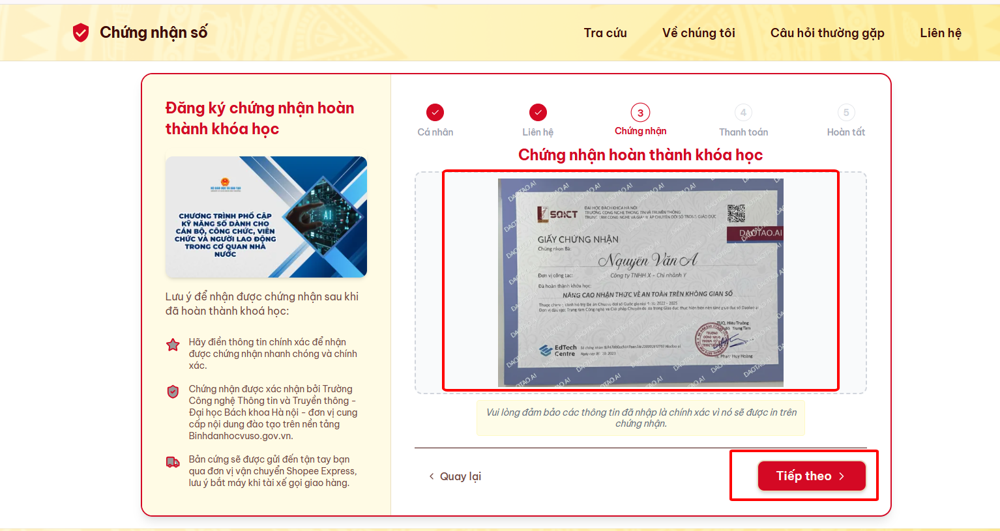 Chứng nhận số
Tra cứu
Về chúng tôi
Câu hỏi thường gặp
Liên hệ
Đăng ký chứng nhận hoàn
thành khóa học
CHƯƠNG TRÌNH PHỔ CẬP
KỸ NĂNG SỐ DÀNH CHO
CÁN BỘ, CÔNG CHỨC, VIÊN
CHỨC VÀ NGƯỜI LAO ĐỘNG
TRONG CƠ QUAN NHÀ
NƯỚC
AI
Lưu ý để nhận được chứng nhận sau khi
đã hoàn thành khoá học:
Hãy điền thông tin chính xác để nhận
được chứng nhận nhanh chóng và chính
xác.
Chứng nhận được xác nhận bởi Trường
Công nghệ Thông tin và Truyền thông -
Đại học Bách khoa Hà nội - đơn vị cung
cấp nội dung đào tạo trên nền tảng
Binhdanhocvuso.gov.vn.
Bản cứng sẽ được gửi đến tận tay bạn
qua đơn vị vận chuyển Shopee Express,
lưu ý bắt máy khi tài xế gọi giao hàng.
Cá nhân
Liên hệ
3
Chứng nhận
4
Thanh toán
5
Hoàn tất
Chứng nhận hoàn thành khóa học
SOICT
ĐẠI HỌC BÁCH KHOA HÀ NỘI
TRƯỜNG CÔNG NGHỆ THÔNG TIN VÀ TRUYỀN THÔNG
DAOTAO.AI
GIẤY CHỨNG NHẬN
Chứng nhận Bà:
Nguyễn Văn A
Đơn vị công tác:
Công ty TNHH X - Chi nhánh Y
Đã hoàn thành khóa học:
NÂNG CAO NHẬN THỨC VỀ AN TOÀN TRÊN KHÔNG GIAN SỐ
TUQ. Hiệu Trưởng
EdTech
Centre
TS. Phạm Huy Hoàng
Vui lòng đảm bảo các thông tin đã nhập là chính xác vì nó sẽ được in trên
chứng nhận.
Quay lại
Tiếp theo